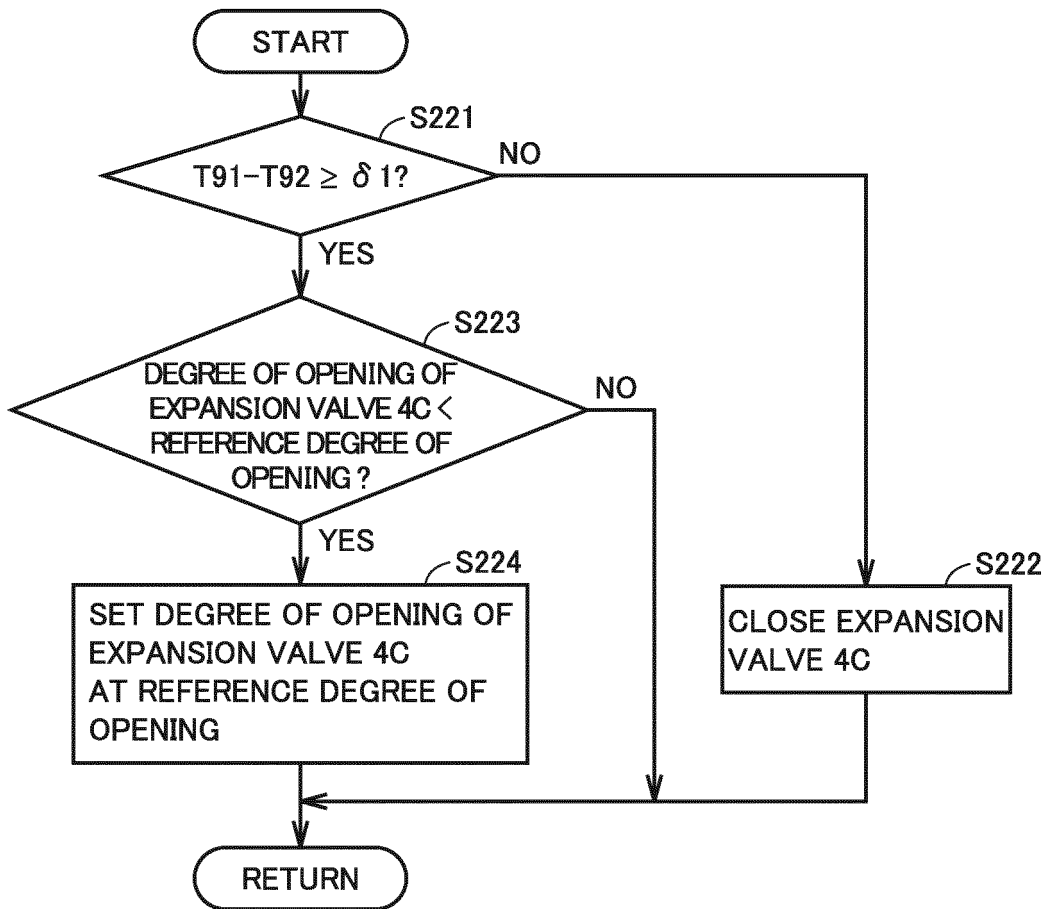 START
S221
T91-T92 ≥ δ1?
NO
YES
S223
DEGREE OF OPENING OF
EXPANSION VALVE 4C <
REFERENCE DEGREE OF
OPENING ?
NO
YES
S224
SET DEGREE OF OPENING OF
EXPANSION VALVE 4C
AT REFERENCE DEGREE OF
OPENING
S222
CLOSE EXPANSION
VALVE 4C
RETURN